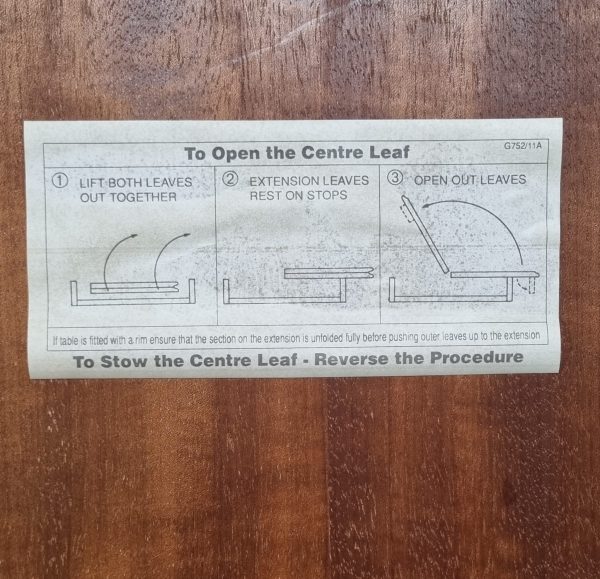 To Open the Centre Leaf
G752/11A
① LIFT BOTH LEAVES
OUT TOGETHER
② EXTENSION LEAVES
REST ON STOPS
③ OPEN OUT LEAVES
If table is fitted with a rim ensure that the section on the extension is unfolded fully before pushing outer leaves up to the extension
To Stow the Centre Leaf - Reverse the Procedure